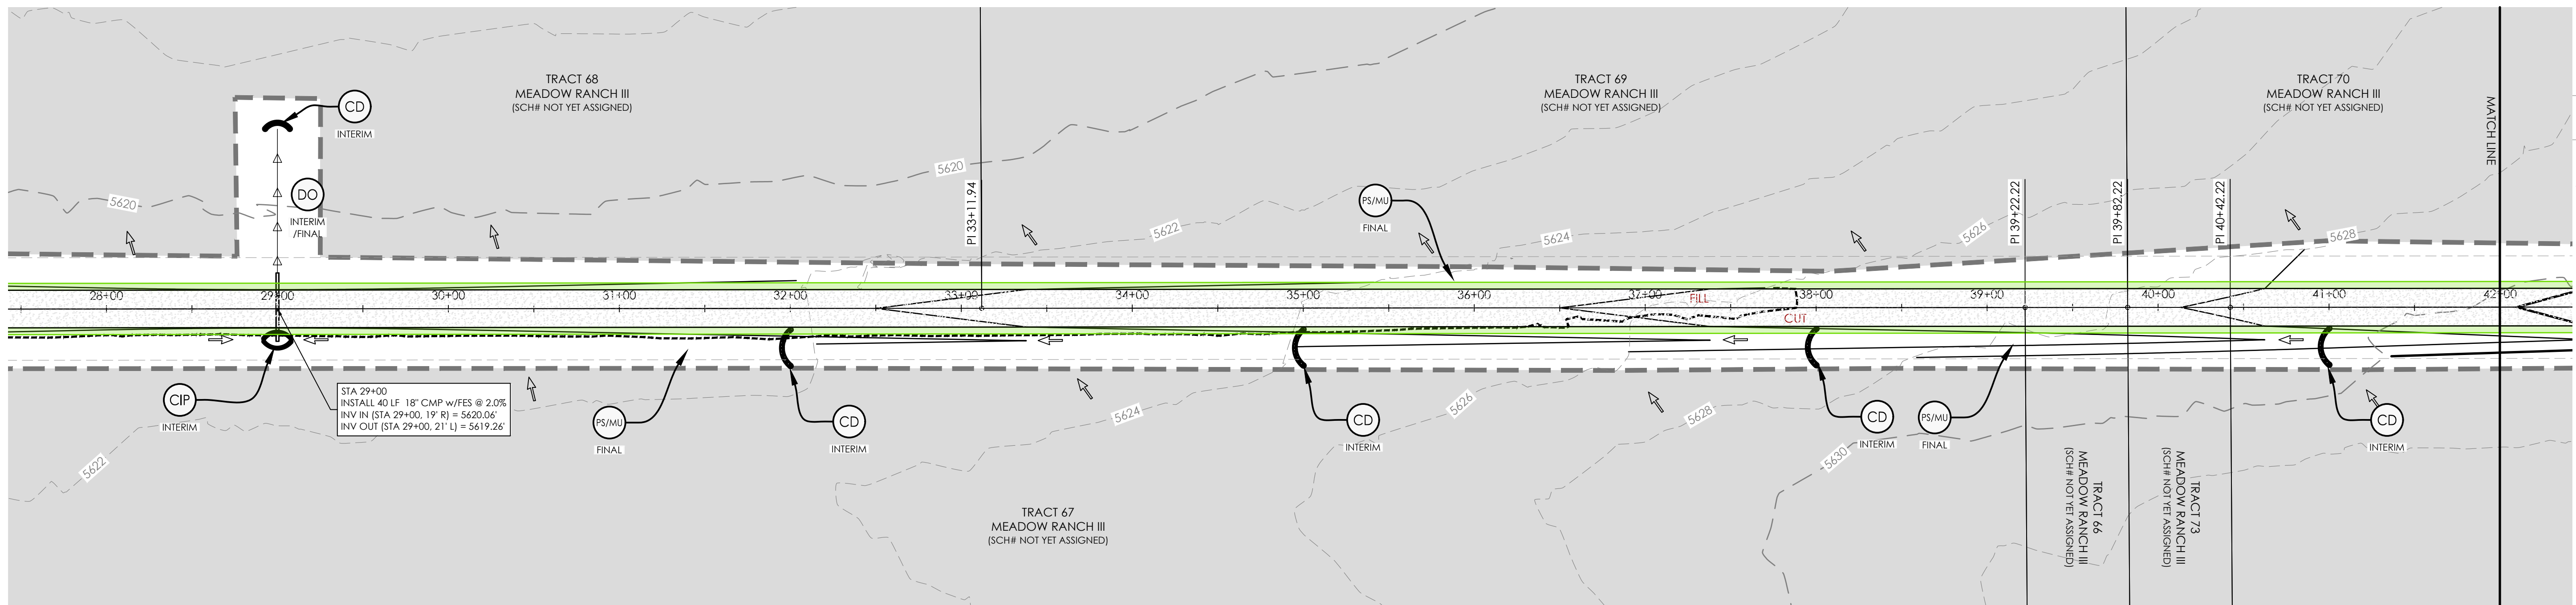 TRACT 68
MEADOW RANCH III
(SCH# NOT YET ASSIGNED)
TRACT 69
MEADOW RANCH III
(SCH# NOT YET ASSIGNED)
TRACT 70
MEADOW RANCH III
(SCH# NOT YET ASSIGNED)
MATCH LINE
CD
INTERIM
DO
INTERIM
/FINAL
5620
5620
5622
5624
5626
5628
PS/MU
FINAL
PI 33+11.94
PI 39+22.22
PI 39+82.22
PI 40+42.22
28+00
29+00
30+00
31+00
32+00
33+00
34+00
35+00
36+00
37+00
38+00
39+00
40+00
41+00
42+00
FILL
CUT
CIP
INTERIM
STA 29+00
INSTALL 40 LF 18" CMP w/FES @ 2.0%
INV IN (STA 29+00, 19' R) = 5620.06'
INV OUT (STA 29+00, 21' L) = 5619.26'
PS/MU
FINAL
CD
INTERIM
CD
INTERIM
CD
INTERIM
PS/MU
FINAL
CD
INTERIM
5622
5624
5626
5628
5630
TRACT 67
MEADOW RANCH III
(SCH# NOT YET ASSIGNED)
TRACT 66
MEADOW RANCH III
(SCH# NOT YET ASSIGNED)
TRACT 73
MEADOW RANCH III
(SCH# NOT YET ASSIGNED)